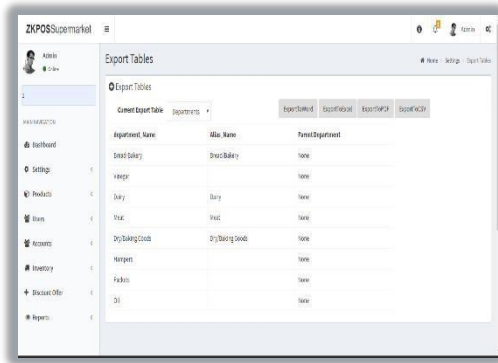 ZKPOSSupermarket
Admin
Admin
Online
Export Tables
Home Settings Export Tables
MAIN NAVIGATION
Dashboard
Settings
Products
Users
Accounts
Inventory
Discount Offer
Reports
Export Tables
Current Export Table Departments
ExportToWord ExportToExcel ExportToPDF ExportToCSV
Department_Name Alias_Name Parent Department
Bread Bakery Bread Bakery None
Vinegar None
Dairy Dairy None
Meat Meat None
Dry/Baking Goods Dry/Baking Goods None
Hampers None
Packets None
Oil None